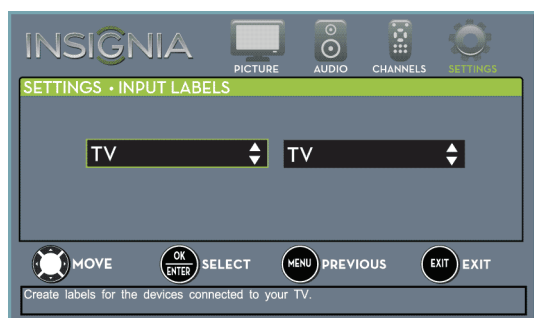 INSIGNIA
PICTURE AUDIO CHANNELS SETTINGS
SETTINGS • INPUT LABELS
TV TV
MOVE OK ENTER SELECT MENU PREVIOUS EXIT EXIT
Create labels for the devices connected to your TV.